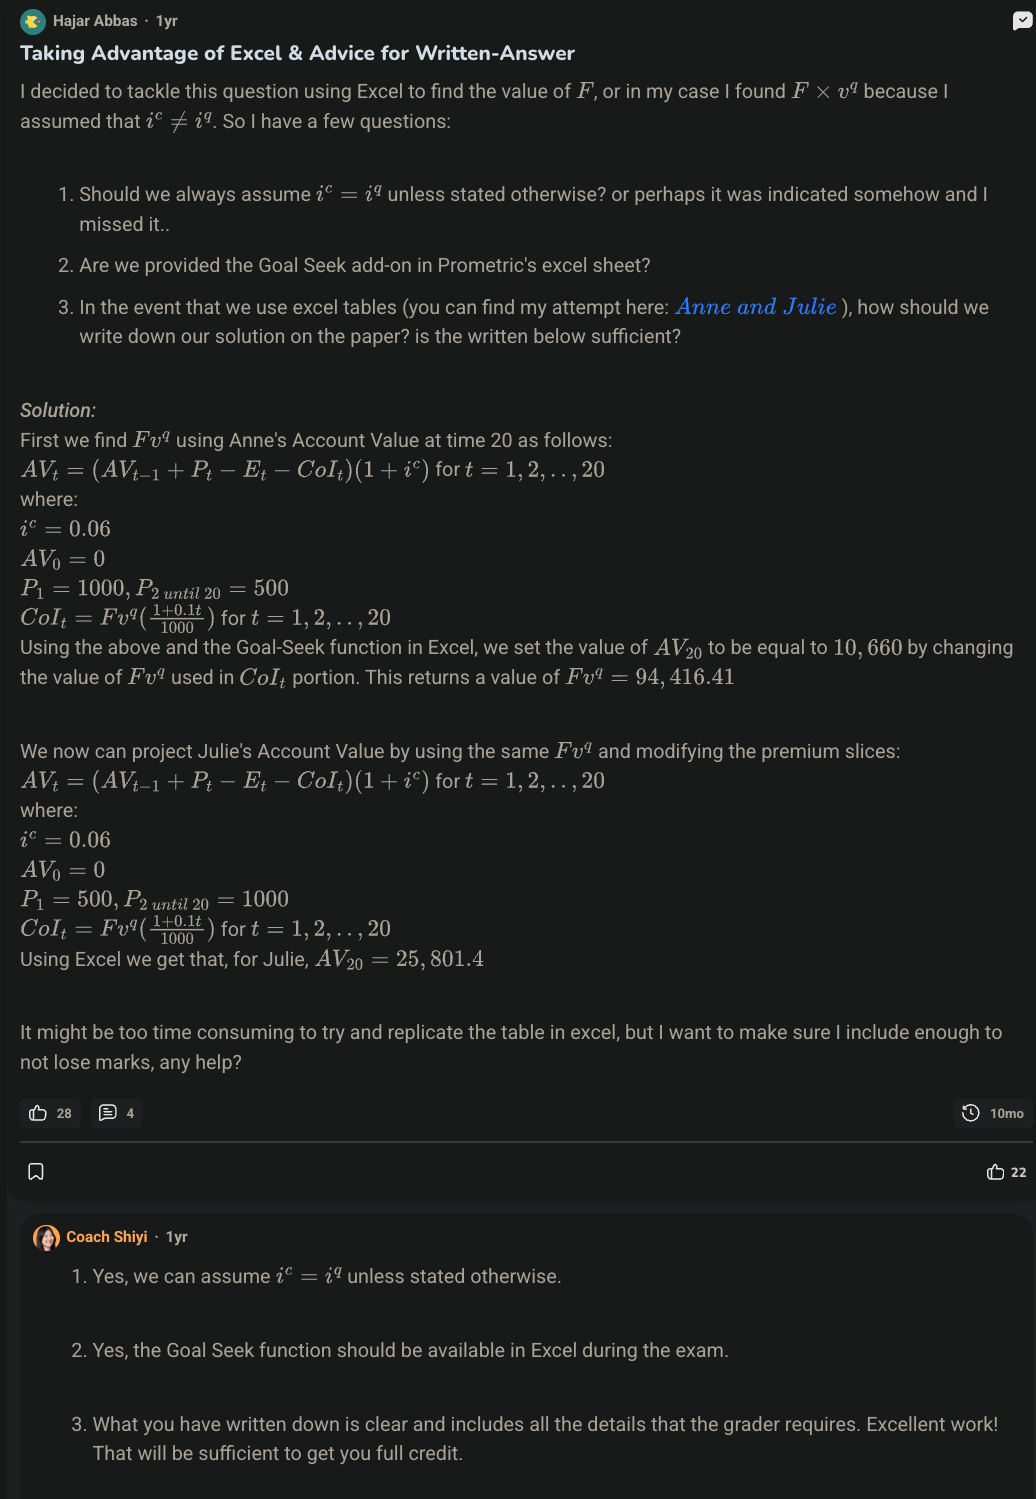 Hajar Abbas · 1yr
Taking Advantage of Excel & Advice for Written-Answer
I decided to tackle this question using Excel to find the value of F, or in my case I found F × v^q because I
assumed that i^c ≠ i^q. So I have a few questions:
1. Should we always assume i^c = i^q unless stated otherwise? or perhaps it was indicated somehow and I
missed it..
2. Are we provided the Goal Seek add-on in Prometric's excel sheet?
3. In the event that we use excel tables (you can find my attempt here: Anne and Julie ), how should we
write down our solution on the paper? is the written below sufficient?
Solution:
First we find Fv^q using Anne's Account Value at time 20 as follows:
AV_t = (AV_{t−1} + P_t − E_t − CoI_t)(1 + i^c) for t = 1, 2, . . , 20
where:
i^c = 0.06
AV_0 = 0
P_1 = 1000, P_{2 until 20} = 500
CoI_t = Fv^q(\frac{1+0.1t}{1000}) for t = 1, 2, . . , 20
Using the above and the Goal-Seek function in Excel, we set the value of AV_20 to be equal to 10, 660 by changing
the value of Fv^q used in CoI_t portion. This returns a value of Fv^q = 94, 416.41
We now can project Julie's Account Value by using the same Fv^q and modifying the premium slices:
AV_t = (AV_{t−1} + P_t − E_t − CoI_t)(1 + i^c) for t = 1, 2, . . , 20
where:
i^c = 0.06
AV_0 = 0
P_1 = 500, P_{2 until 20} = 1000
CoI_t = Fv^q(\frac{1+0.1t}{1000}) for t = 1, 2, . . , 20
Using Excel we get that, for Julie, AV_20 = 25, 801.4
It might be too time consuming to try and replicate the table in excel, but I want to make sure I include enough to
not lose marks, any help?
28 4 10mo
22
Coach Shiyi · 1yr
1. Yes, we can assume i^c = i^q unless stated otherwise.
2. Yes, the Goal Seek function should be available in Excel during the exam.
3. What you have written down is clear and includes all the details that the grader requires. Excellent work!
That will be sufficient to get you full credit.